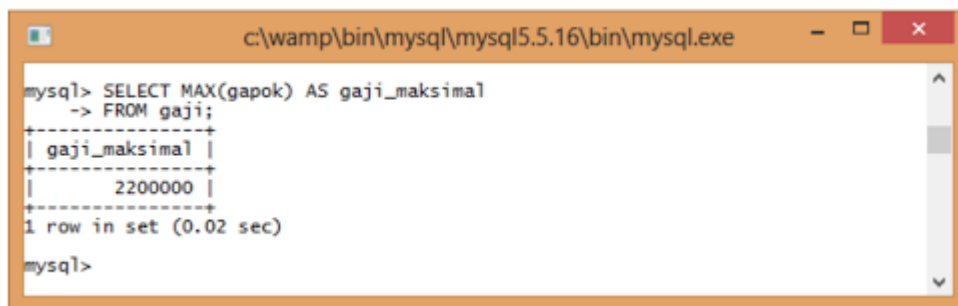 c:\wamp\bin\mysql\mysql5.5.16\bin\mysql.exe
mysql> SELECT MAX(gapok) AS gaji_maksimal
    -> FROM gaji;
+---------------+
| gaji_maksimal |
+---------------+
|       2200000 |
+---------------+
1 row in set (0.02 sec)
mysql>